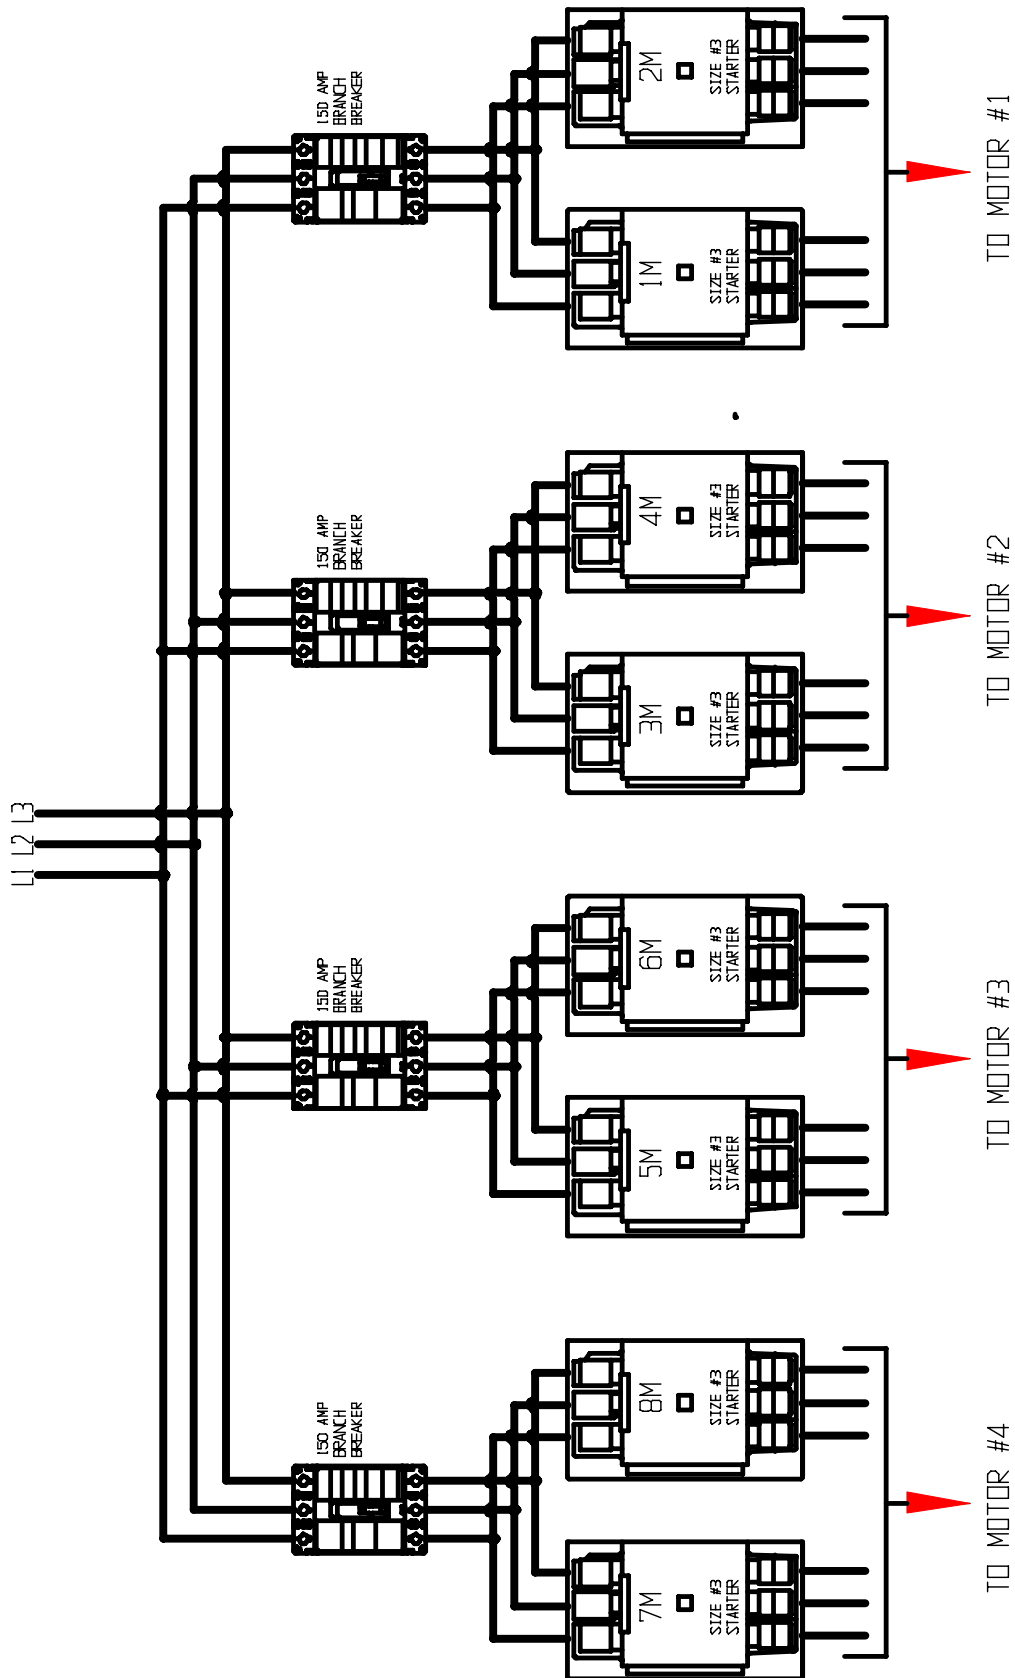 L1 L2 L3
150 AMP
BRANCH
BREAKER
150 AMP
BRANCH
BREAKER
150 AMP
BRANCH
BREAKER
150 AMP
BRANCH
BREAKER
7M
SIZE #3
STARTER
8M
SIZE #3
STARTER
5M
SIZE #3
STARTER
6M
SIZE #3
STARTER
3M
SIZE #3
STARTER
4M
SIZE #3
STARTER
1M
SIZE #3
STARTER
2M
SIZE #3
STARTER
TO MOTOR #4
TO MOTOR #3
TO MOTOR #2
TO MOTOR #1